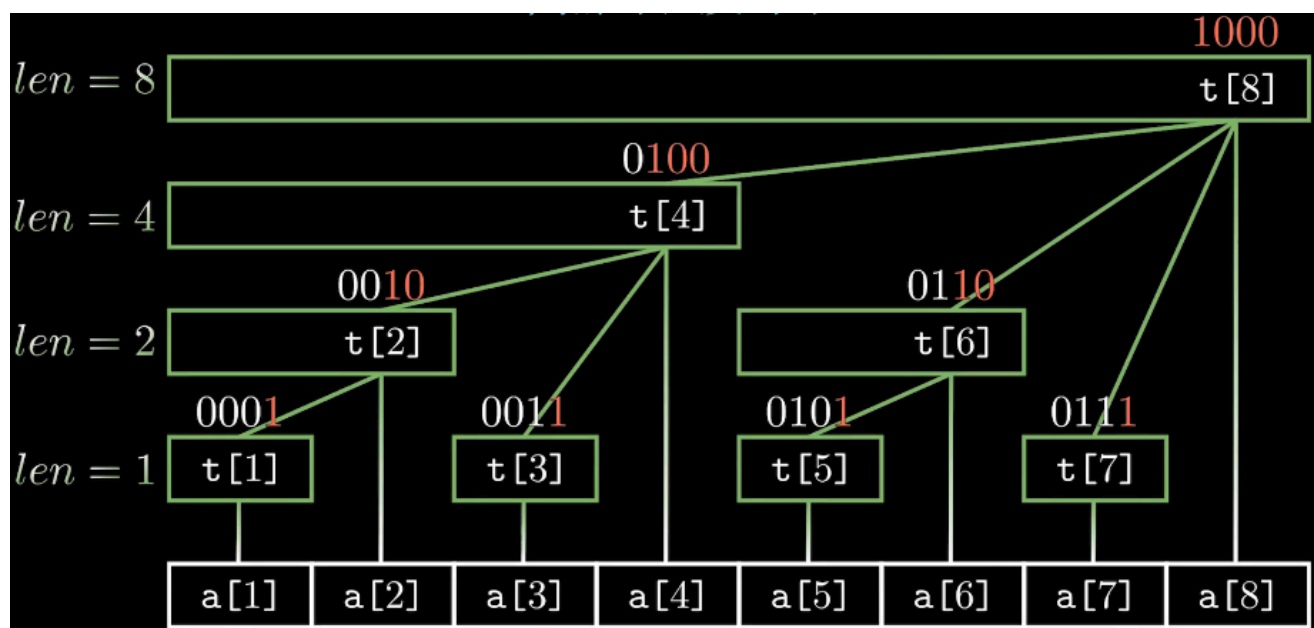 1000
len = 8
t[8]
0100
len = 4
t[4]
0010 0110
len = 2
t[2] t[6]
0001 0011 0101 0111
len = 1
t[1] t[3] t[5] t[7]
a[1] a[2] a[3] a[4] a[5] a[6] a[7] a[8]